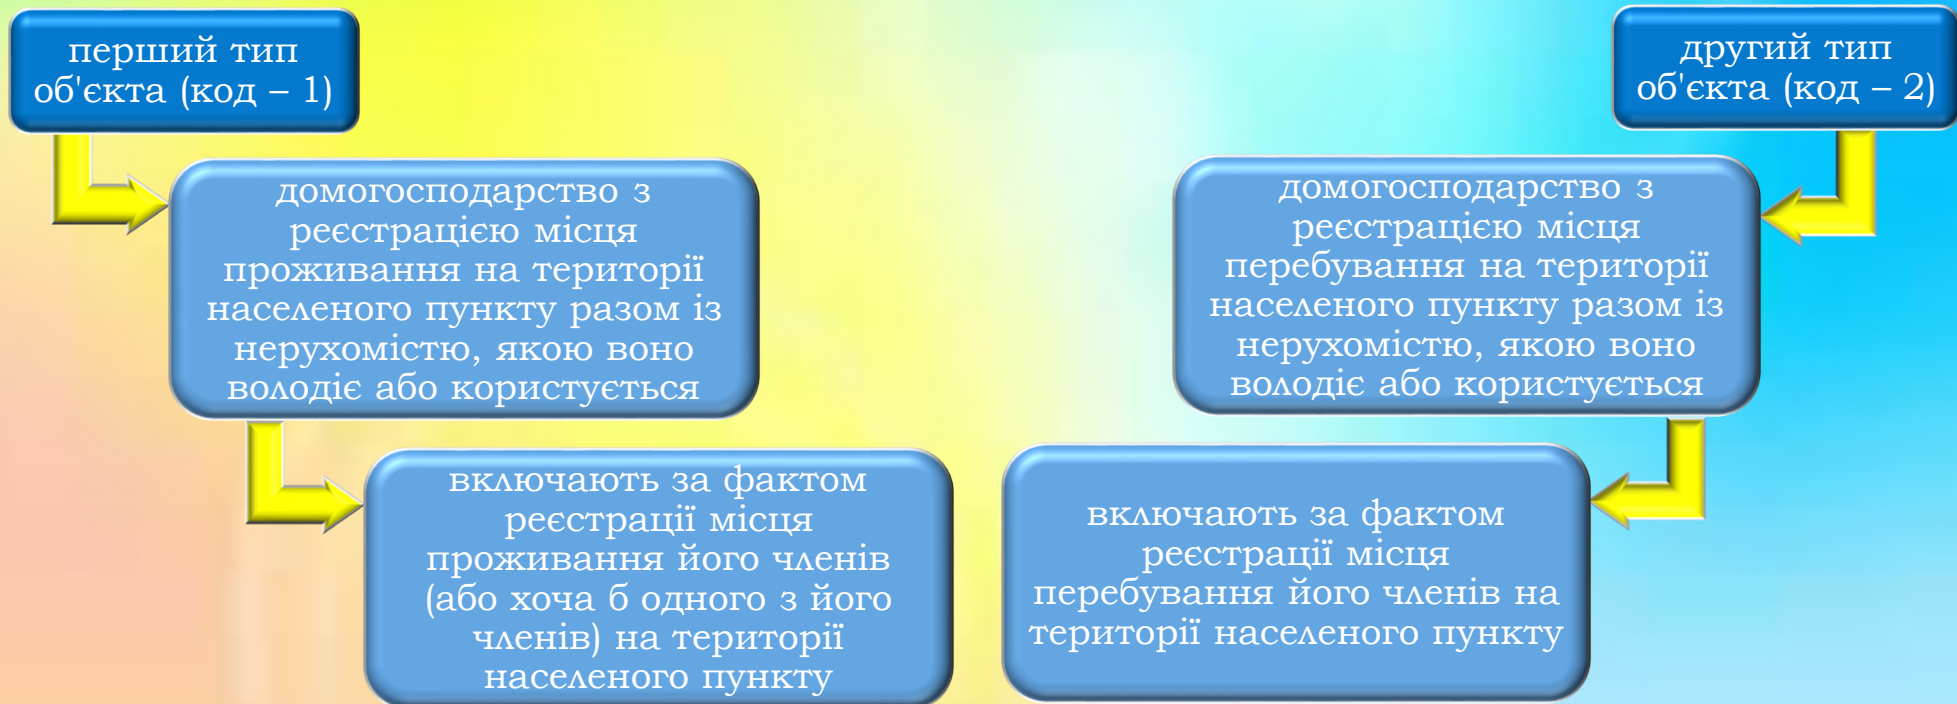 перший тип
об'єкта (код – 1)
домогосподарство з
реєстрацією місця
проживання на території
населеного пункту разом із
нерухомістю, якою воно
володіє або користується
включають за фактом
реєстрації місця
проживання його членів
(або хоча б одного з його
членів) на території
населеного пункту
другий тип
об'єкта (код – 2)
домогосподарство з
реєстрацією місця
перебування на території
населеного пункту разом із
нерухомістю, якою воно
володіє або користується
включають за фактом
реєстрації місця
перебування його членів на
території населеного пункту